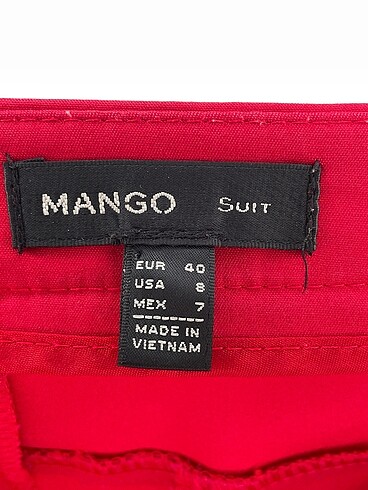 MANGO SUIT
EUR 40
USA 8
MEX 7
MADE IN
VIETNAM